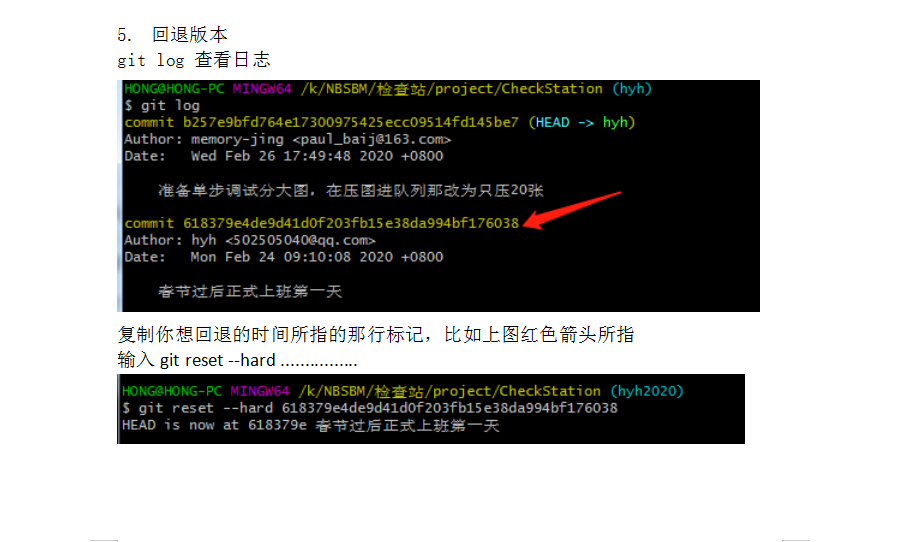 5. 回退版本
git log 查看日志
HONG@HONG-PC MINGW64 /k/NBSBM/检查站/project/CheckStation (hyh)
$ git log
commit b257e9bfd764e17300975425ecc09514fd145be7 (HEAD -> hyh)
Author: memory-jing <paul_baij@163.com>
Date:   Wed Feb 26 17:49:48 2020 +0800
准备单步调试分大图，在压图进队列那改为只压20张
commit 618379e4de9d41d0f203fb15e38da994bf176038
Author: hyh <502505040@qq.com>
Date:   Mon Feb 24 09:10:08 2020 +0800
春节过后正式上班第一天
复制你想回退的时间所指的那行标记，比如上图红色箭头所指
输入 git reset --hard ................
HONG@HONG-PC MINGW64 /k/NBSBM/检查站/project/CheckStation (hyh2020)
$ git reset --hard 618379e4de9d41d0f203fb15e38da994bf176038
HEAD is now at 618379e 春节过后正式上班第一天